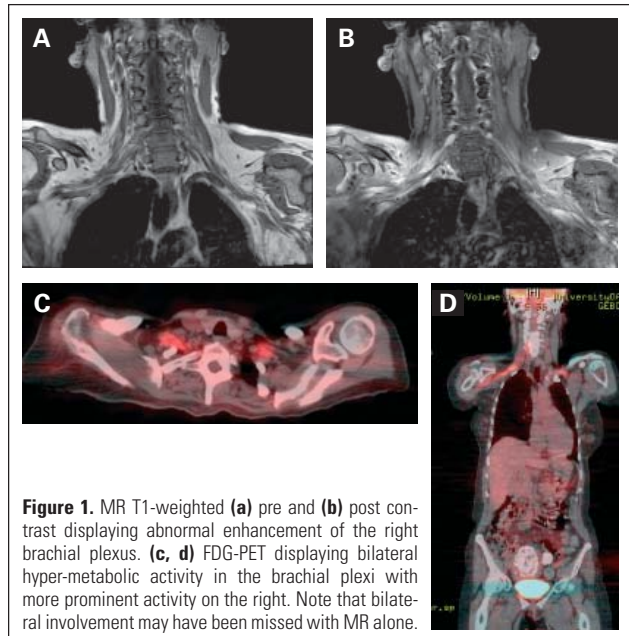 A
B
C
D
/Volume
Figure 1. MR T1-weighted (a) pre and (b) post con-
trast displaying abnormal enhancement of the right
brachial plexus. (c, d) FDG-PET displaying bilateral
hyper-metabolic activity in the brachial plexi with
more prominent activity on the right. Note that bilate-
ral involvement may have been missed with MR alone.